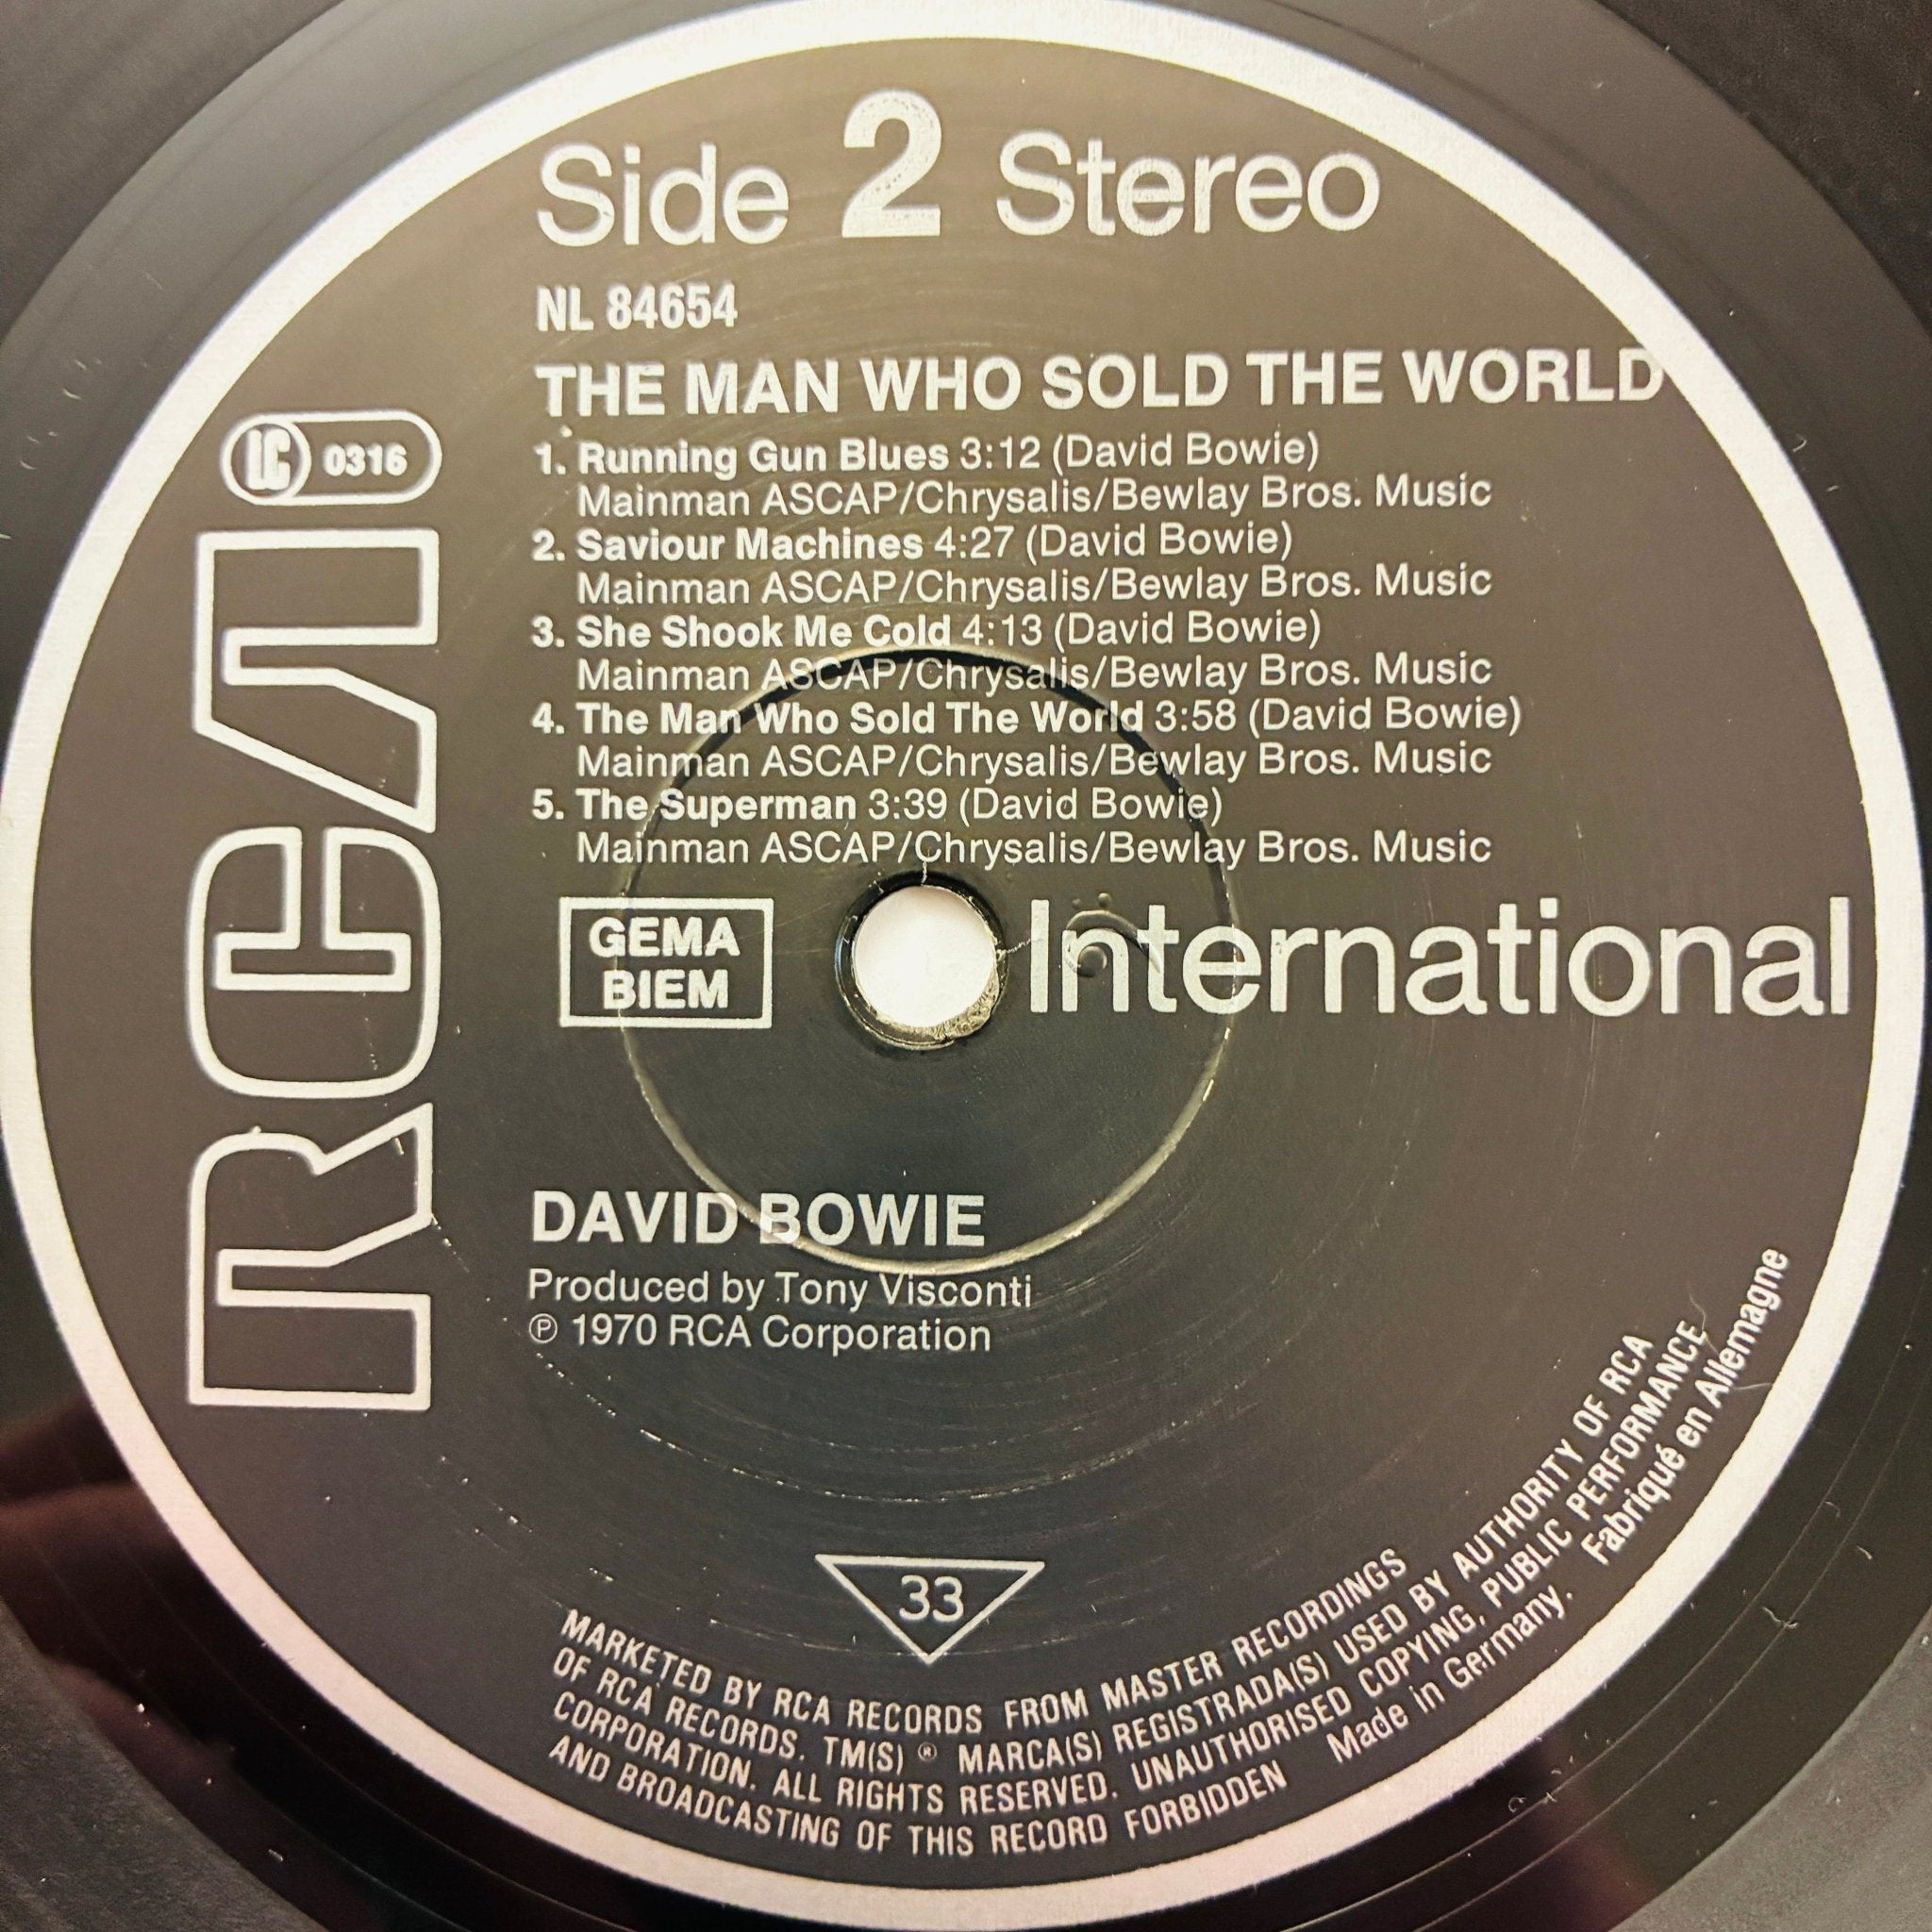 Side 2 Stereo
NL 84654
THE MAN WHO SOLD THE WORLD
1. Running Gun Blues 3:12 (David Bowie)
Mainman ASCAP/Chrysalis/Bewlay Bros. Music
2. Saviour Machines 4:27 (David Bowie)
Mainman ASCAP/Chrysalis/Bewlay Bros. Music
3. She Shook Me Cold 4:13 (David Bowie)
Mainman ASCAP/Chrysalis/Bewlay Bros. Music
4. The Man Who Sold The World 3:58 (David Bowie)
Mainman ASCAP/Chrysalis/Bewlay Bros. Music
5. The Superman 3:39 (David Bowie)
Mainman ASCAP/Chrysalis/Bewlay Bros. Music
LC 0316
RCA
GEMA
BIEM
International
DAVID BOWIE
Produced by Tony Visconti
℗ 1970 RCA Corporation
33
MARKETED BY RCA RECORDS FROM MASTER RECORDINGS
OF RCA RECORDS. TM(S) ® MARCA(S) REGISTRADA(S) USED BY AUTHORITY OF RCA
CORPORATION. ALL RIGHTS RESERVED. UNAUTHORISED COPYING, PUBLIC PERFORMANCE
AND BROADCASTING OF THIS RECORD FORBIDDEN Made in Germany. Fabriqué en Allemagne